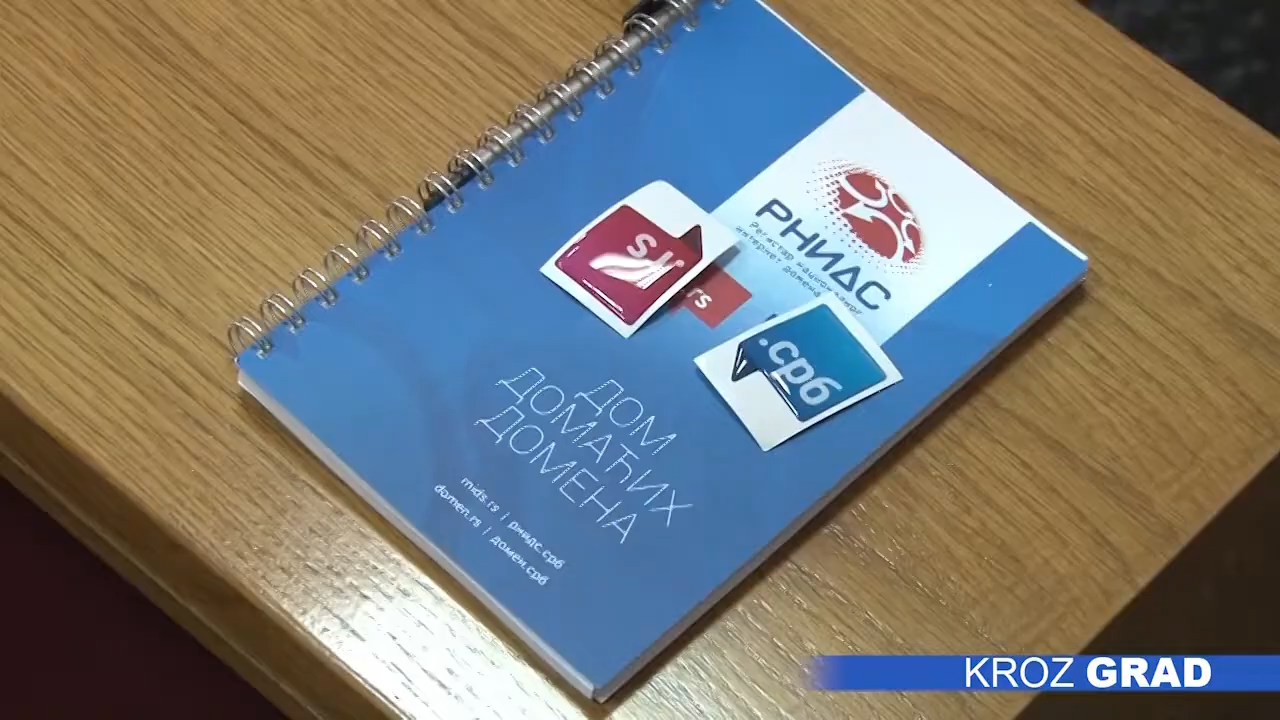 РНИДС
Регистар националног
интернет домена
.rs
.срб
ДОМ
ДОМАЋИХ
ДОМЕНА
rnids.rs | рнидс.срб
domen.rs | домен.срб
KROZ GRAD